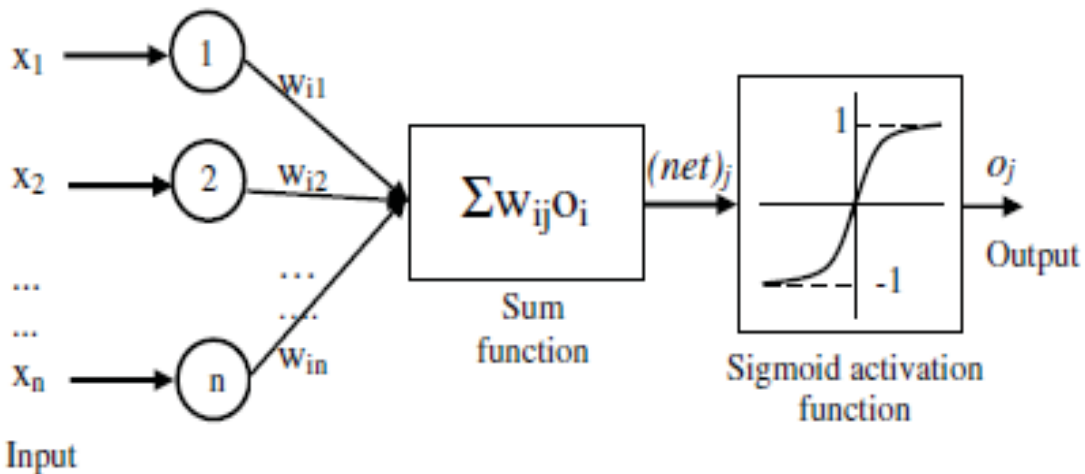 x₁ 1 wᵢ₁
x₂ 2 wᵢ₂
... ...
... ....
xₙ n wᵢₙ
Input
Σwᵢⱼoᵢ
Sum
function
(net)ⱼ
1
-1
Sigmoid activation
function
oⱼ
Output